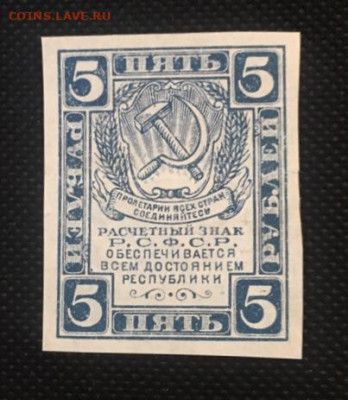 COINS.LAVE.RU
5 ПЯТЬ 5
РУБЛЕЙ
РУБЛЕЙ
ПРОЛЕТАРИИ ВСЕХ СТРАН
СОЕДИНЯЙТЕСЬ
РАСЧЕТНЫЙ ЗНАК
Р.С.Ф.С.Р.
ОБЕСПЕЧИВАЕТСЯ
ВСЕМ ДОСТОЯНИЕМ
РЕСПУБЛИКИ
5 ПЯТЬ 5